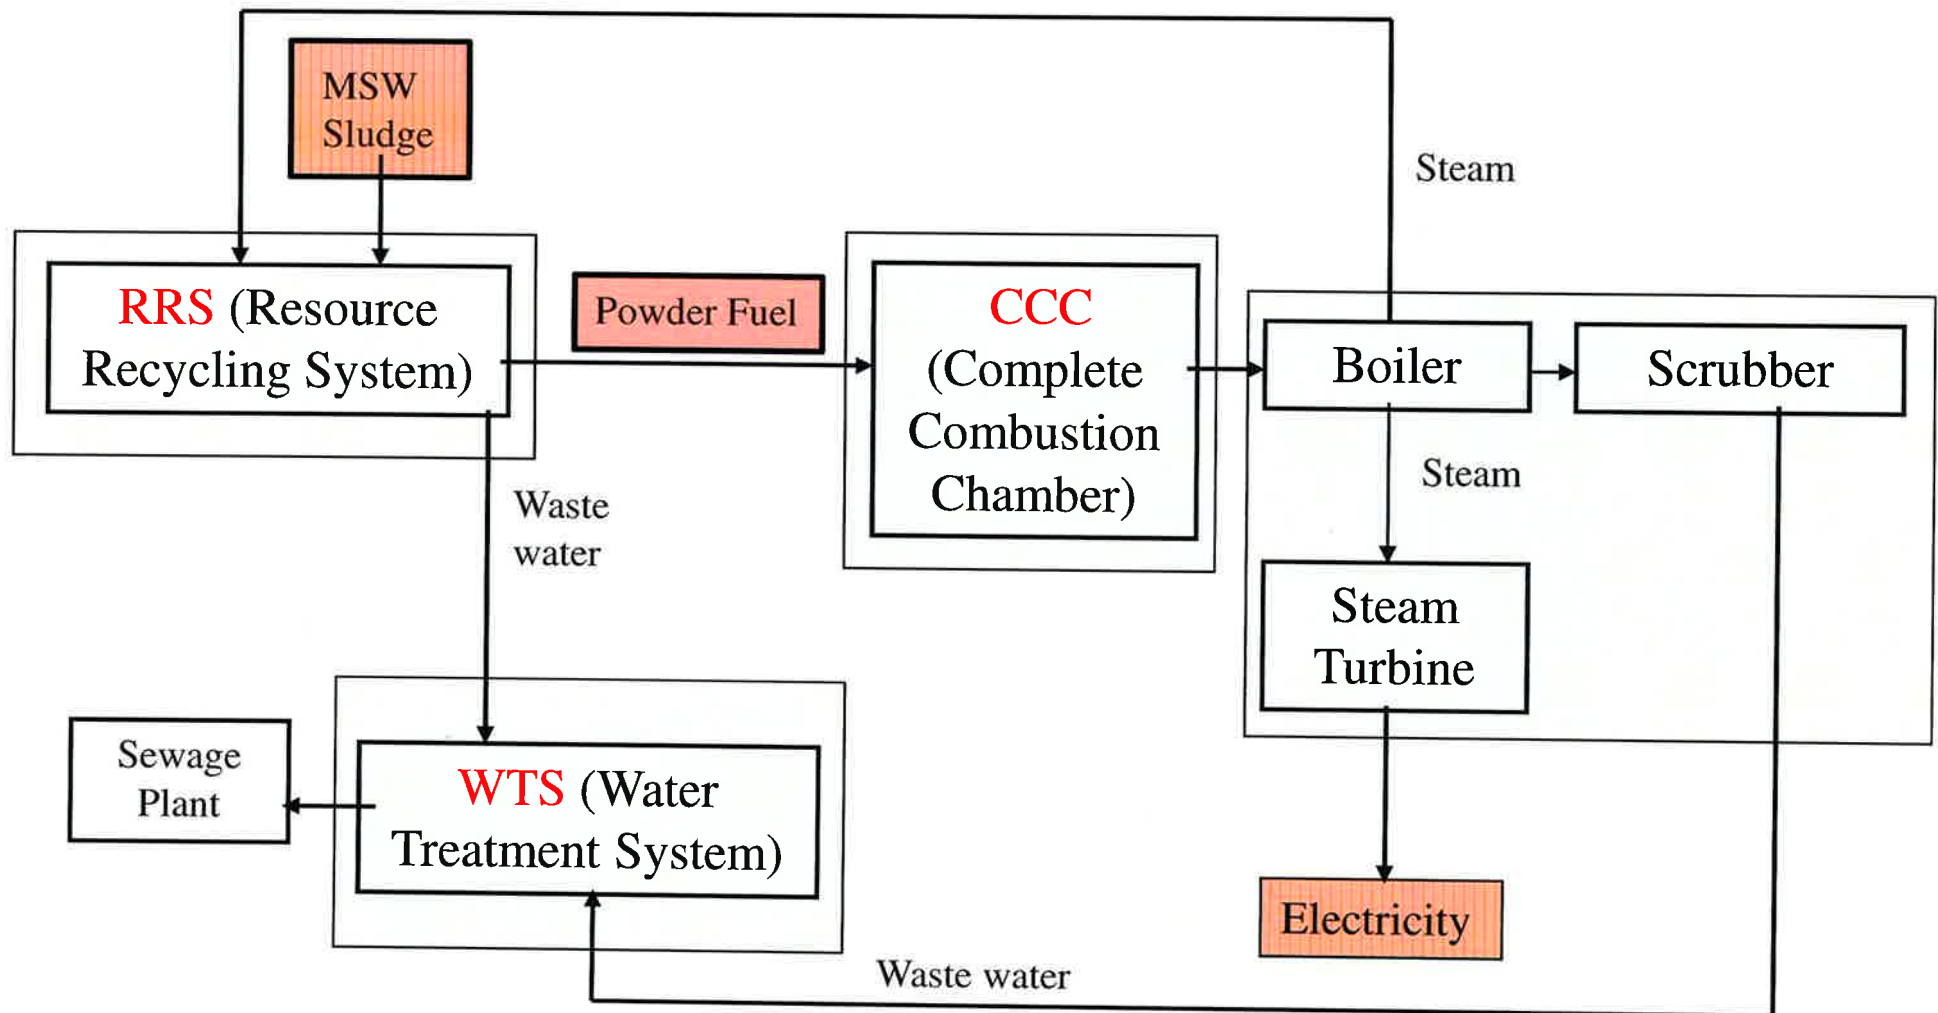 MSW
Sludge
Steam
RRS (Resource
Recycling System)
Powder Fuel
CCC
(Complete
Combustion
Chamber)
Boiler
Scrubber
Steam
Waste
water
Steam
Turbine
Sewage
Plant
WTS (Water
Treatment System)
Electricity
Waste water